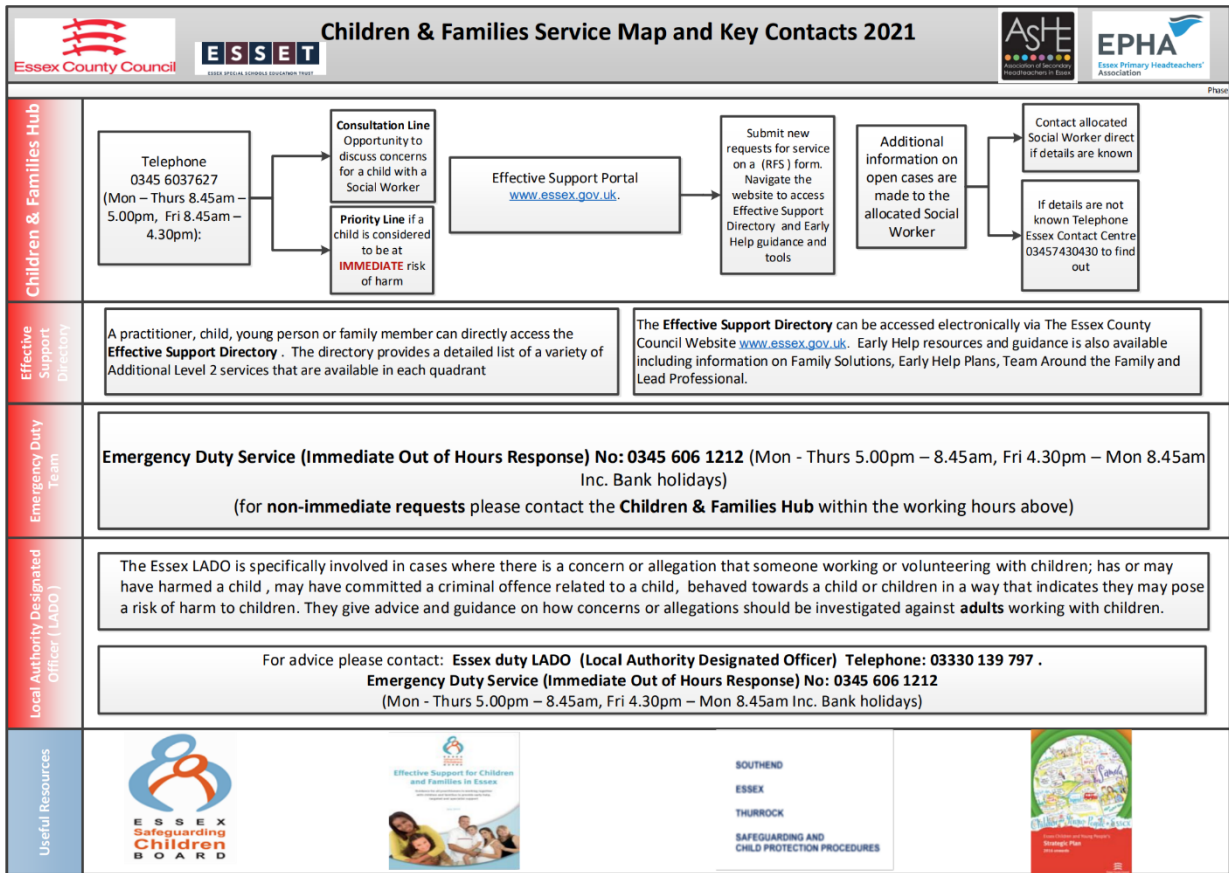 Essex County Council
ESSET
ESSEX SPECIAL SCHOOLS EDUCATION TRUST
Children & Families Service Map and Key Contacts 2021
ASHE
Association of Secondary
Headteachers in Essex
EPHA
Essex Primary Headteachers'
Association
Phase
Children & Families Hub
Telephone
0345 6037627
(Mon – Thurs 8.45am –
5.00pm, Fri 8.45am –
4.30pm):
Consultation Line
Opportunity to
discuss concerns
for a child with a
Social Worker
Priority Line if a
child is considered
to be at
IMMEDIATE risk
of harm
Effective Support Portal
www.essex.gov.uk.
Submit new
requests for service
on a (RFS ) form.
Navigate the
website to access
Effective Support
Directory and Early
Help guidance and
tools
Additional
information on
open cases are
made to the
allocated Social
Worker
Contact allocated
Social Worker direct
if details are known
If details are not
known Telephone
Essex Contact Centre
03457430430 to find
out
Effective
Support
Directory
A practitioner, child, young person or family member can directly access the
Effective Support Directory . The directory provides a detailed list of a variety of
Additional Level 2 services that are available in each quadrant
The Effective Support Directory can be accessed electronically via The Essex County
Council Website www.essex.gov.uk. Early Help resources and guidance is also available
including information on Family Solutions, Early Help Plans, Team Around the Family and
Lead Professional.
Emergency Duty
Team
Emergency Duty Service (Immediate Out of Hours Response) No: 0345 606 1212 (Mon - Thurs 5.00pm – 8.45am, Fri 4.30pm – Mon 8.45am
Inc. Bank holidays)
(for non-immediate requests please contact the Children & Families Hub within the working hours above)
Local Authority Designated
Officer ( LADO )
The Essex LADO is specifically involved in cases where there is a concern or allegation that someone working or volunteering with children; has or may
have harmed a child , may have committed a criminal offence related to a child, behaved towards a child or children in a way that indicates they may pose
a risk of harm to children. They give advice and guidance on how concerns or allegations should be investigated against adults working with children.
For advice please contact: Essex duty LADO (Local Authority Designated Officer) Telephone: 03330 139 797 .
Emergency Duty Service (Immediate Out of Hours Response) No: 0345 606 1212
(Mon - Thurs 5.00pm – 8.45am, Fri 4.30pm – Mon 8.45am Inc. Bank holidays)
Useful Resources
ESSEX
Safeguarding
Children
BOARD
Effective Support for Children
and Families in Essex
SOUTHEND
ESSEX
THURROCK
SAFEGUARDING AND
CHILD PROTECTION PROCEDURES
Essex Children and Young People's
Strategic Plan